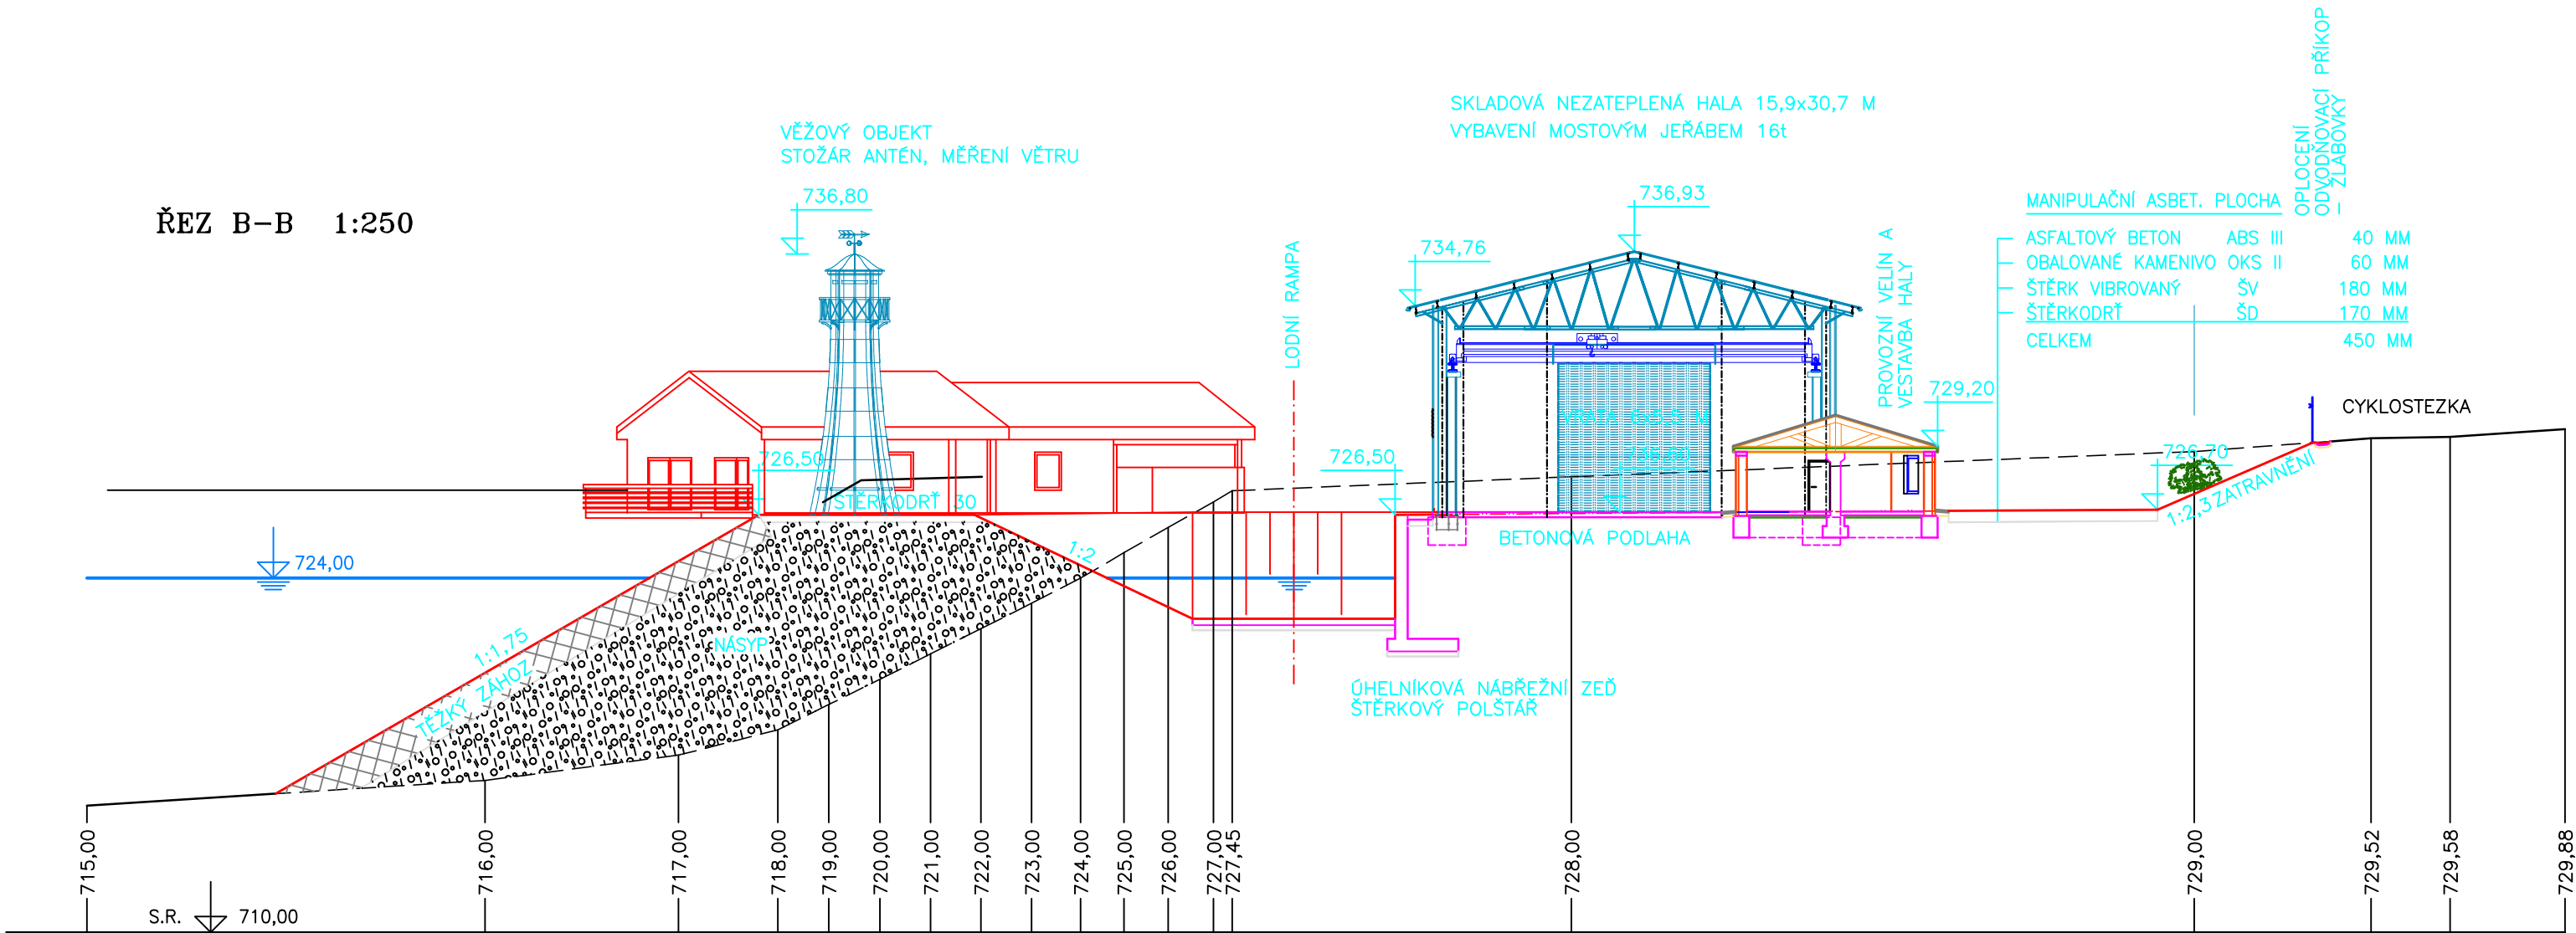 ŘEZ B-B 1:250
VĚŽOVÝ OBJEKT
STOŽÁR ANTÉN, MĚŘENÍ VĚTRU
736,80
SKLADOVÁ NEZATEPLENÁ HALA 15,9x30,7 M
VYBAVENÍ MOSTOVÝM JEŘÁBEM 16t
736,93
734,76
LODNÍ RAMPA
PROVOZNÍ VELÍN A
VESTAVBA HALY
729,20
OPLOCENÍ
ODVODŇOVACÍ PŘÍKOP
– ŽLABOVKY
MANIPULAČNÍ ASBET. PLOCHA
ASFALTOVÝ BETON ABS III 40 MM
OBALOVANÉ KAMENIVO OKS II 60 MM
ŠTĚRK VIBROVANÝ ŠV 180 MM
ŠTĚRKODRŤ ŠD 170 MM
CELKEM 450 MM
CYKLOSTEZKA
VRATA 6x5,5 M
726,50
726,50
726,70
1:2,3 ZATRAVNĚNÍ
ŠTĚRKODRŤ 30
BETONOVÁ PODLAHA
1:2
724,00
NÁSYP
1:1,75
TĚŽKÝ ZÁHOZ
ÚHELNÍKOVÁ NÁBŘEŽNÍ ZEĎ
ŠTĚRKOVÝ POLŠTÁŘ
715,00
716,00
717,00
718,00
719,00
720,00
721,00
722,00
723,00
724,00
725,00
726,00
727,00
727,45
728,00
729,00
729,52
729,58
729,88
S.R. 710,00